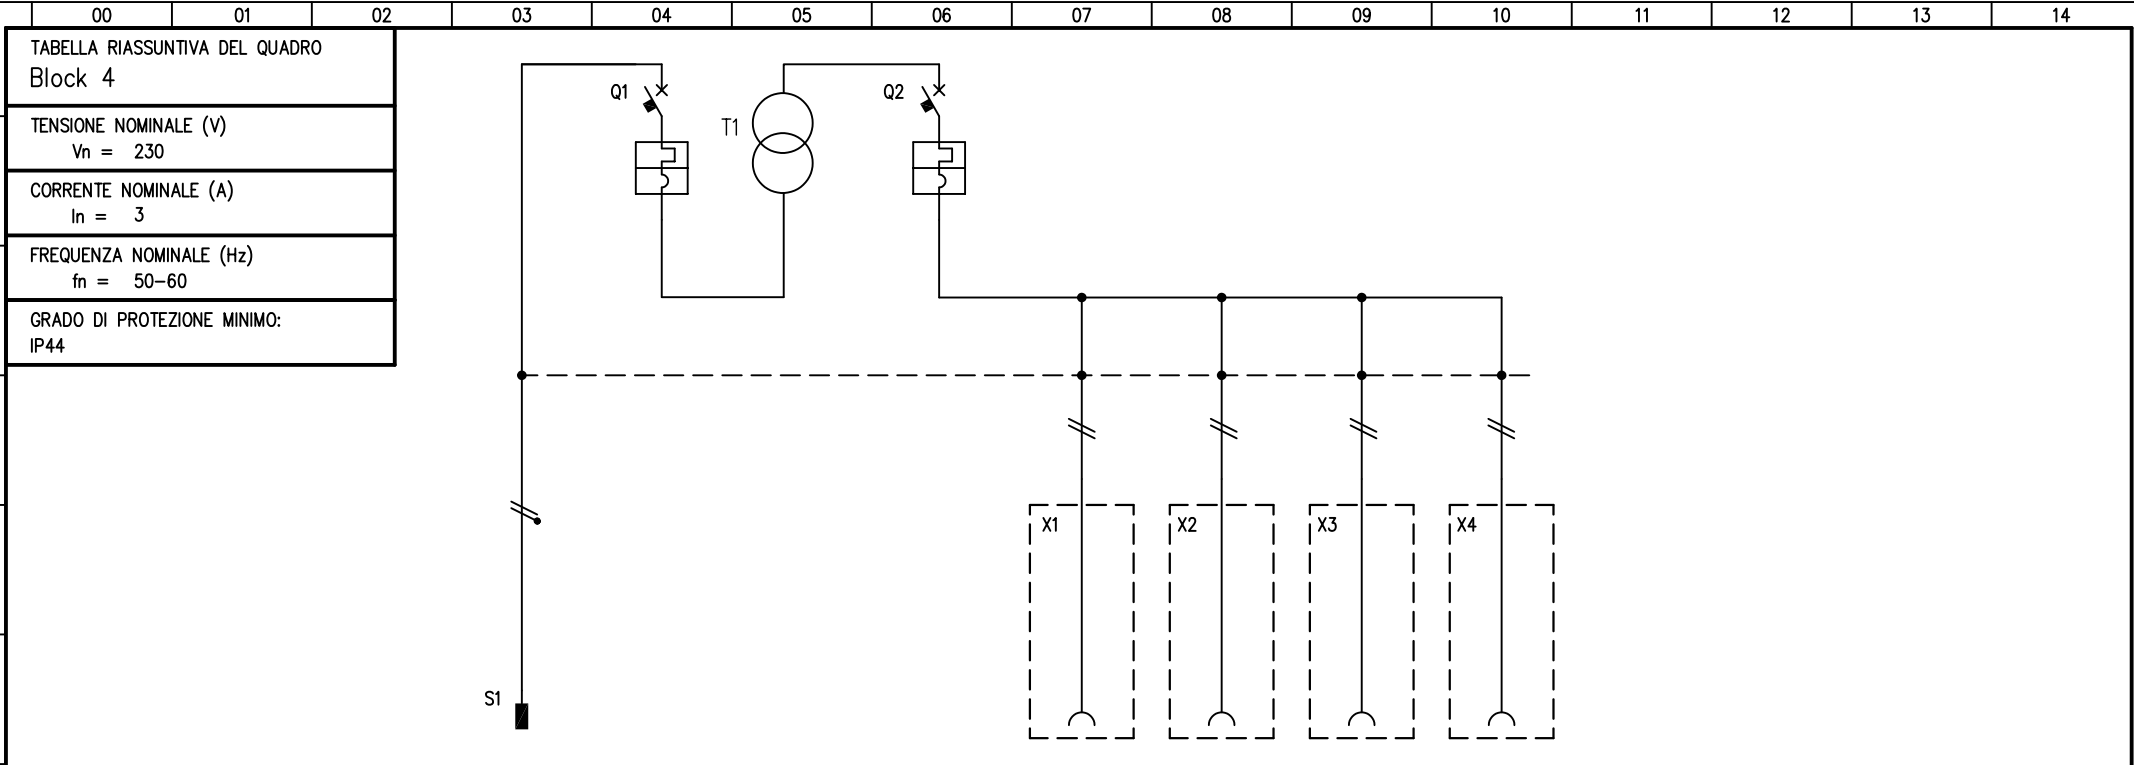 00 01 02 03 04 05 06 07 08 09 10 11 12 13 14
TABELLA RIASSUNTIVA DEL QUADRO
Block 4
TENSIONE NOMINALE (V)
Vn = 230
CORRENTE NOMINALE (A)
In = 3
FREQUENZA NOMINALE (Hz)
fn = 50-60
GRADO DI PROTEZIONE MINIMO:
IP44
Q1
T1
Q2
X1
X2
X3
X4
S1